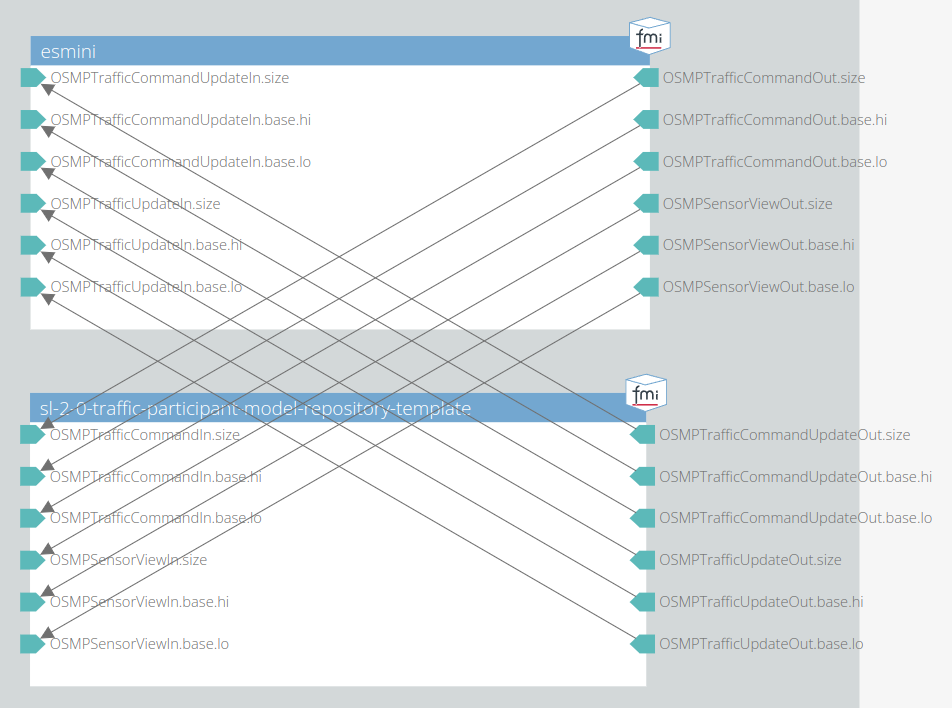 fmi
esmini
OSMPTrafficCommandUpdateIn.size
OSMPTrafficCommandOut.size
OSMPTrafficCommandUpdateIn.base.hi
OSMPTrafficCommandOut.base.hi
OSMPTrafficCommandUpdateIn.base.lo
OSMPTrafficCommandOut.base.lo
OSMPTrafficUpdateIn.size
OSMPSensorViewOut.size
OSMPTrafficUpdateIn.base.hi
OSMPSensorViewOut.base.hi
OSMPTrafficUpdateIn.base.lo
OSMPSensorViewOut.base.lo
fmi
sl-2-0-traffic-participant-model-repository-template
OSMPTrafficCommandIn.size
OSMPTrafficCommandUpdateOut.size
OSMPTrafficCommandIn.base.hi
OSMPTrafficCommandUpdateOut.base.hi
OSMPTrafficCommandIn.base.lo
OSMPTrafficCommandUpdateOut.base.lo
OSMPSensorViewIn.size
OSMPTrafficUpdateOut.size
OSMPSensorViewIn.base.hi
OSMPTrafficUpdateOut.base.hi
OSMPSensorViewIn.base.lo
OSMPTrafficUpdateOut.base.lo